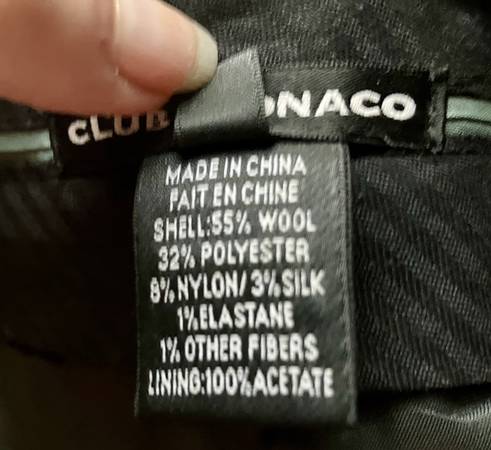 CLUB NACO
MADE IN CHINA
FAIT EN CHINE
SHELL:55% WOOL
32% POLYESTER
8% NYLON/ 3% SILK
1% ELASTANE
1% OTHER FIBERS
LINING:100% ACETATE